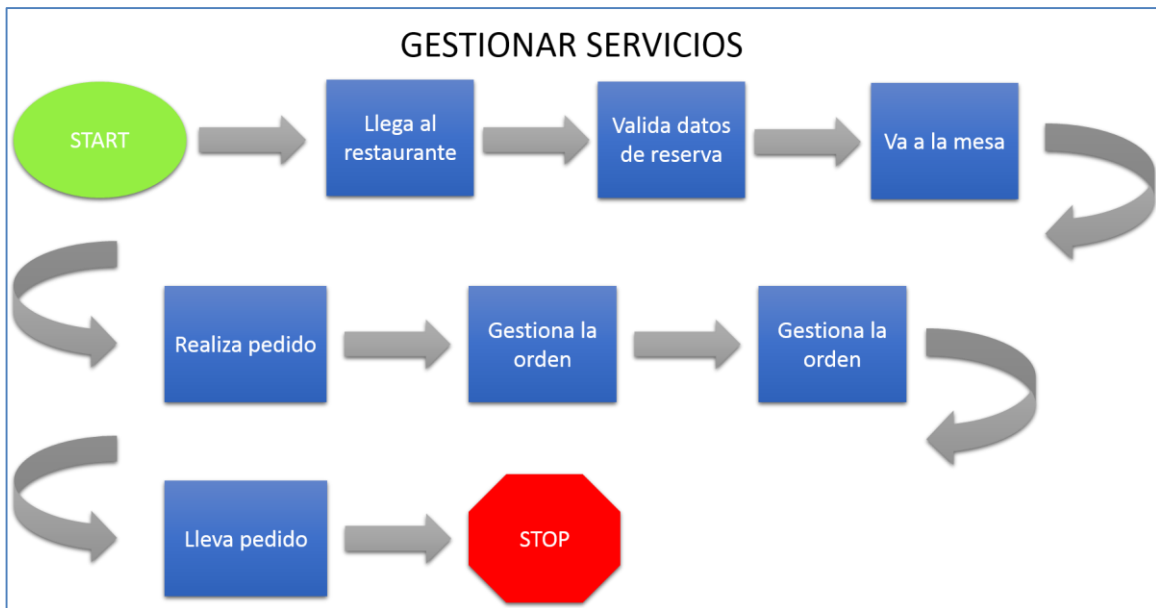 GESTIONAR SERVICIOS
START
Llega al
restaurante
Valida datos
de reserva
Va a la mesa
Realiza pedido
Gestiona la
orden
Gestiona la
orden
Lleva pedido
STOP